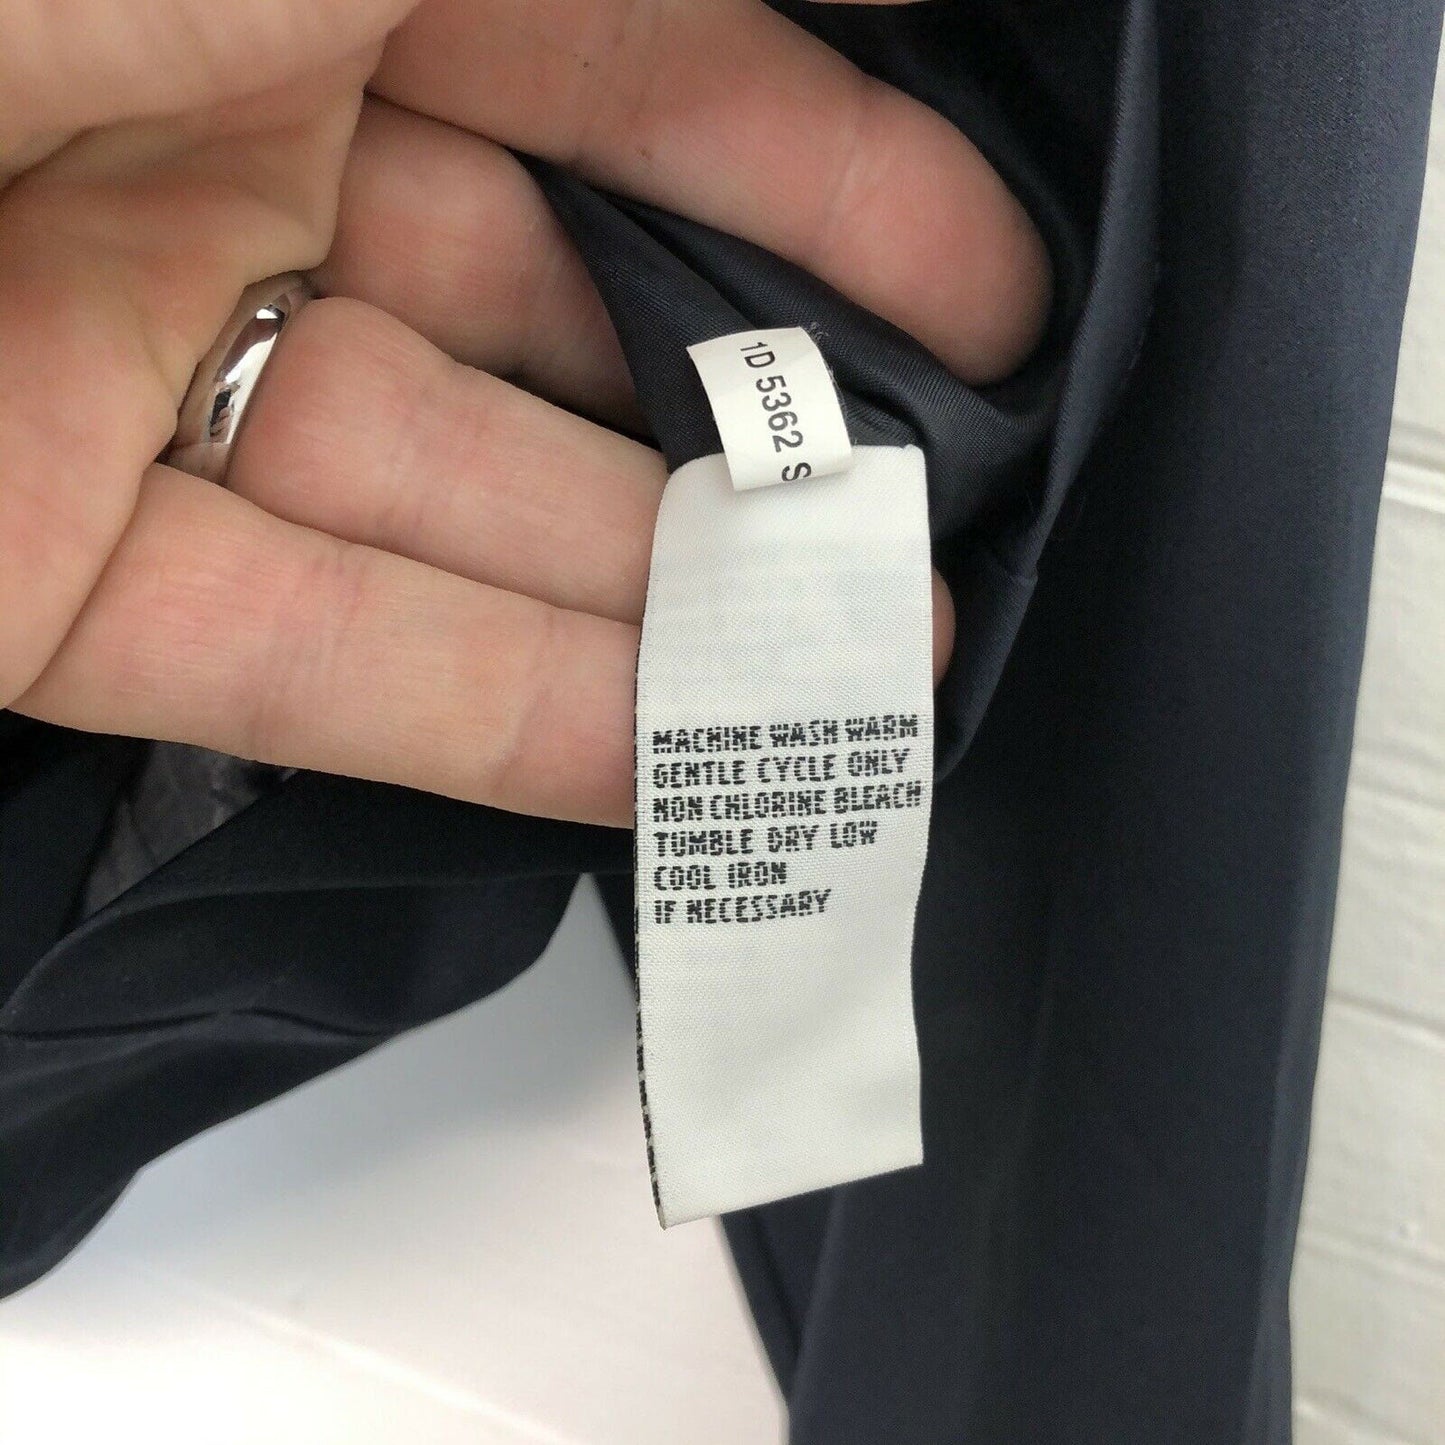 1D 5362 S
MACHINE WASH WARM
GENTLE CYCLE ONLY
NON CHLORINE BLEACH
TUMBLE DRY LOW
COOL IRON
IF NECESSARY